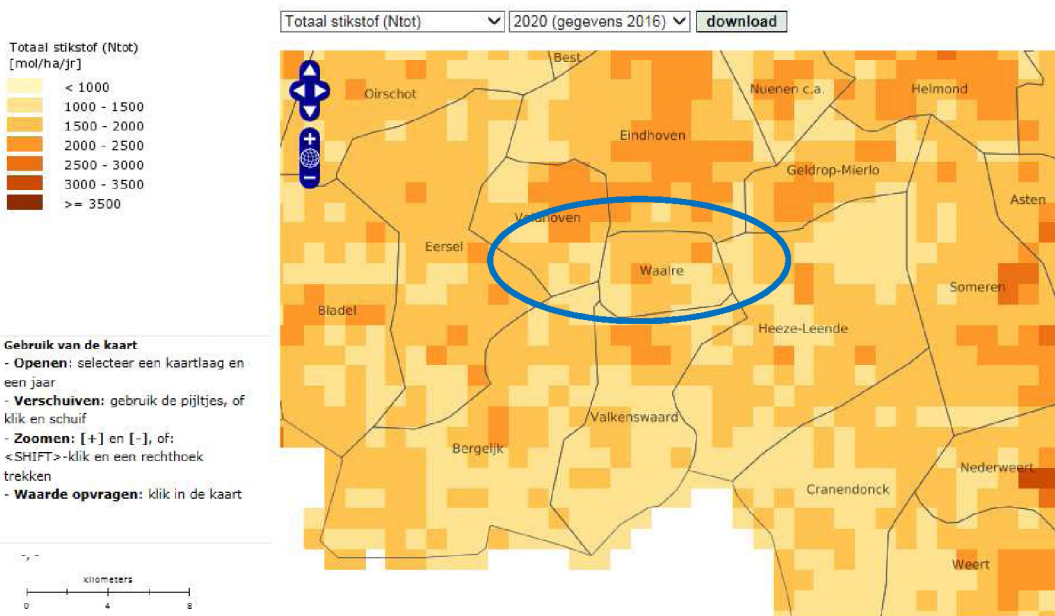 Totaal stikstof (Ntot)
2020 (gegevens 2016)
download
Totaal stikstof (Ntot)
[mol/ha/jr]
< 1000
1000 - 1500
1500 - 2000
2000 - 2500
2500 - 3000
3000 - 3500
>= 3500
Best
Oirschot
Nuenen c.a.
Helmond
Eindhoven
Geldrop-Mierlo
Asten
Veldhoven
Eersel
Waalre
Someren
Bladel
Heeze-Leende
Valkenswaard
Bergeijk
Nederweert
Cranendonck
Weert
Gebruik van de kaart
- Openen: selecteer een kaartlaag en
een jaar
- Verschuiven: gebruik de pijltjes, of
klik en schuif
- Zoomen: [+] en [-], of:
<SHIFT>-klik en een rechthoek
trekken
- Waarde opvragen: klik in de kaart
-, -
kilometers
0 4 8